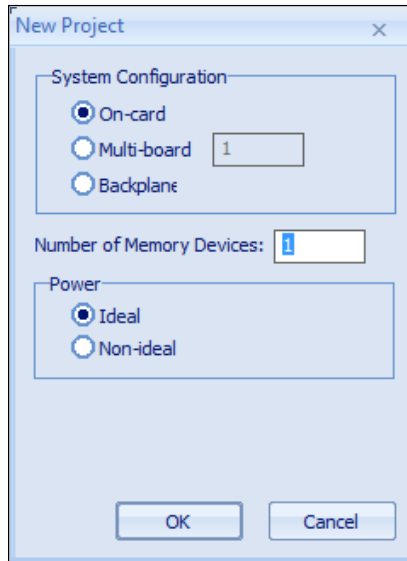 New Project
System Configuration
On-card
Multi-board 1
Backplane
Number of Memory Devices: 1
Power
Ideal
Non-ideal
OK Cancel